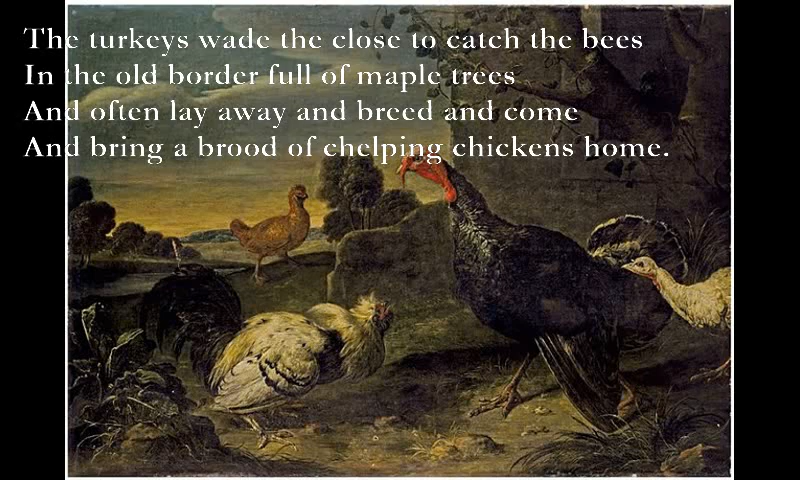 The turkeys wade the close to catch the bees
In the old border full of maple trees
And often lay away and breed and come
And bring a brood of chelping chickens home.